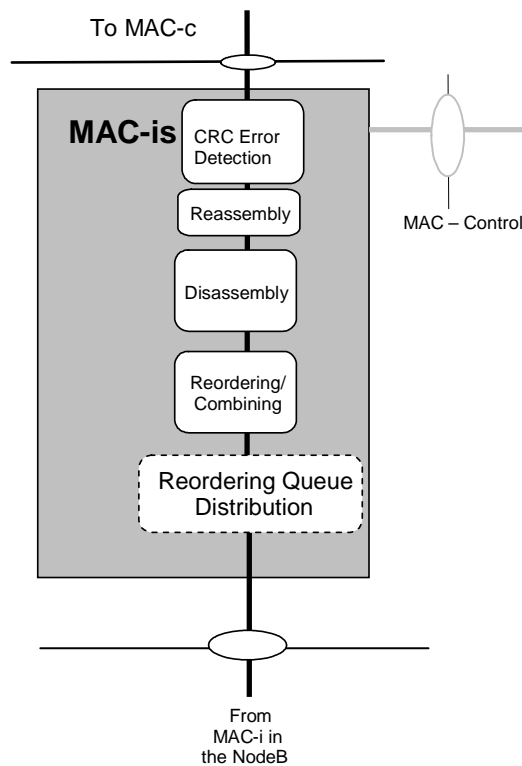 To MAC-c
MAC-is
CRC Error
Detection
Reassembly
MAC – Control
Disassembly
Reordering/
Combining
Reordering Queue
Distribution
From
MAC-i in
the NodeB